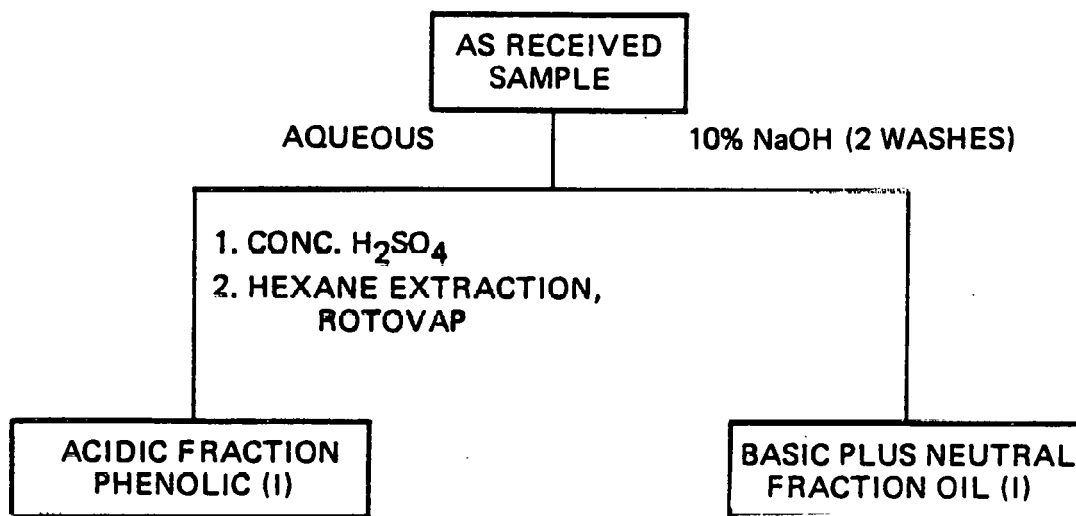 AS RECEIVED
SAMPLE
AQUEOUS
10% NaOH (2 WASHES)
1. CONC. H2SO4
2. HEXANE EXTRACTION,
ROTOVAP
ACIDIC FRACTION
PHENOLIC (I)
BASIC PLUS NEUTRAL
FRACTION OIL (I)